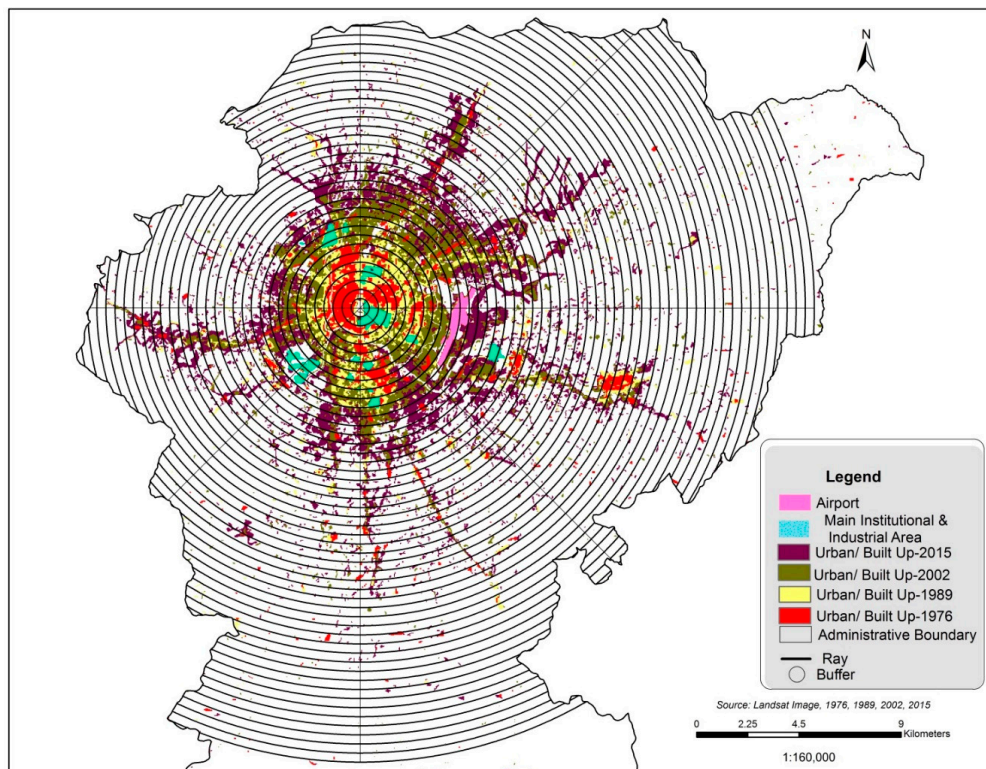 N
Legend
Airport
Main Institutional &
Industrial Area
Urban/ Built Up-2015
Urban/ Built Up-2002
Urban/ Built Up-1989
Urban/ Built Up-1976
Administrative Boundary
Ray
Buffer
Source: Landsat Image, 1976, 1989, 2002, 2015
0 2.25 4.5 9
Kilometers
1:160,000